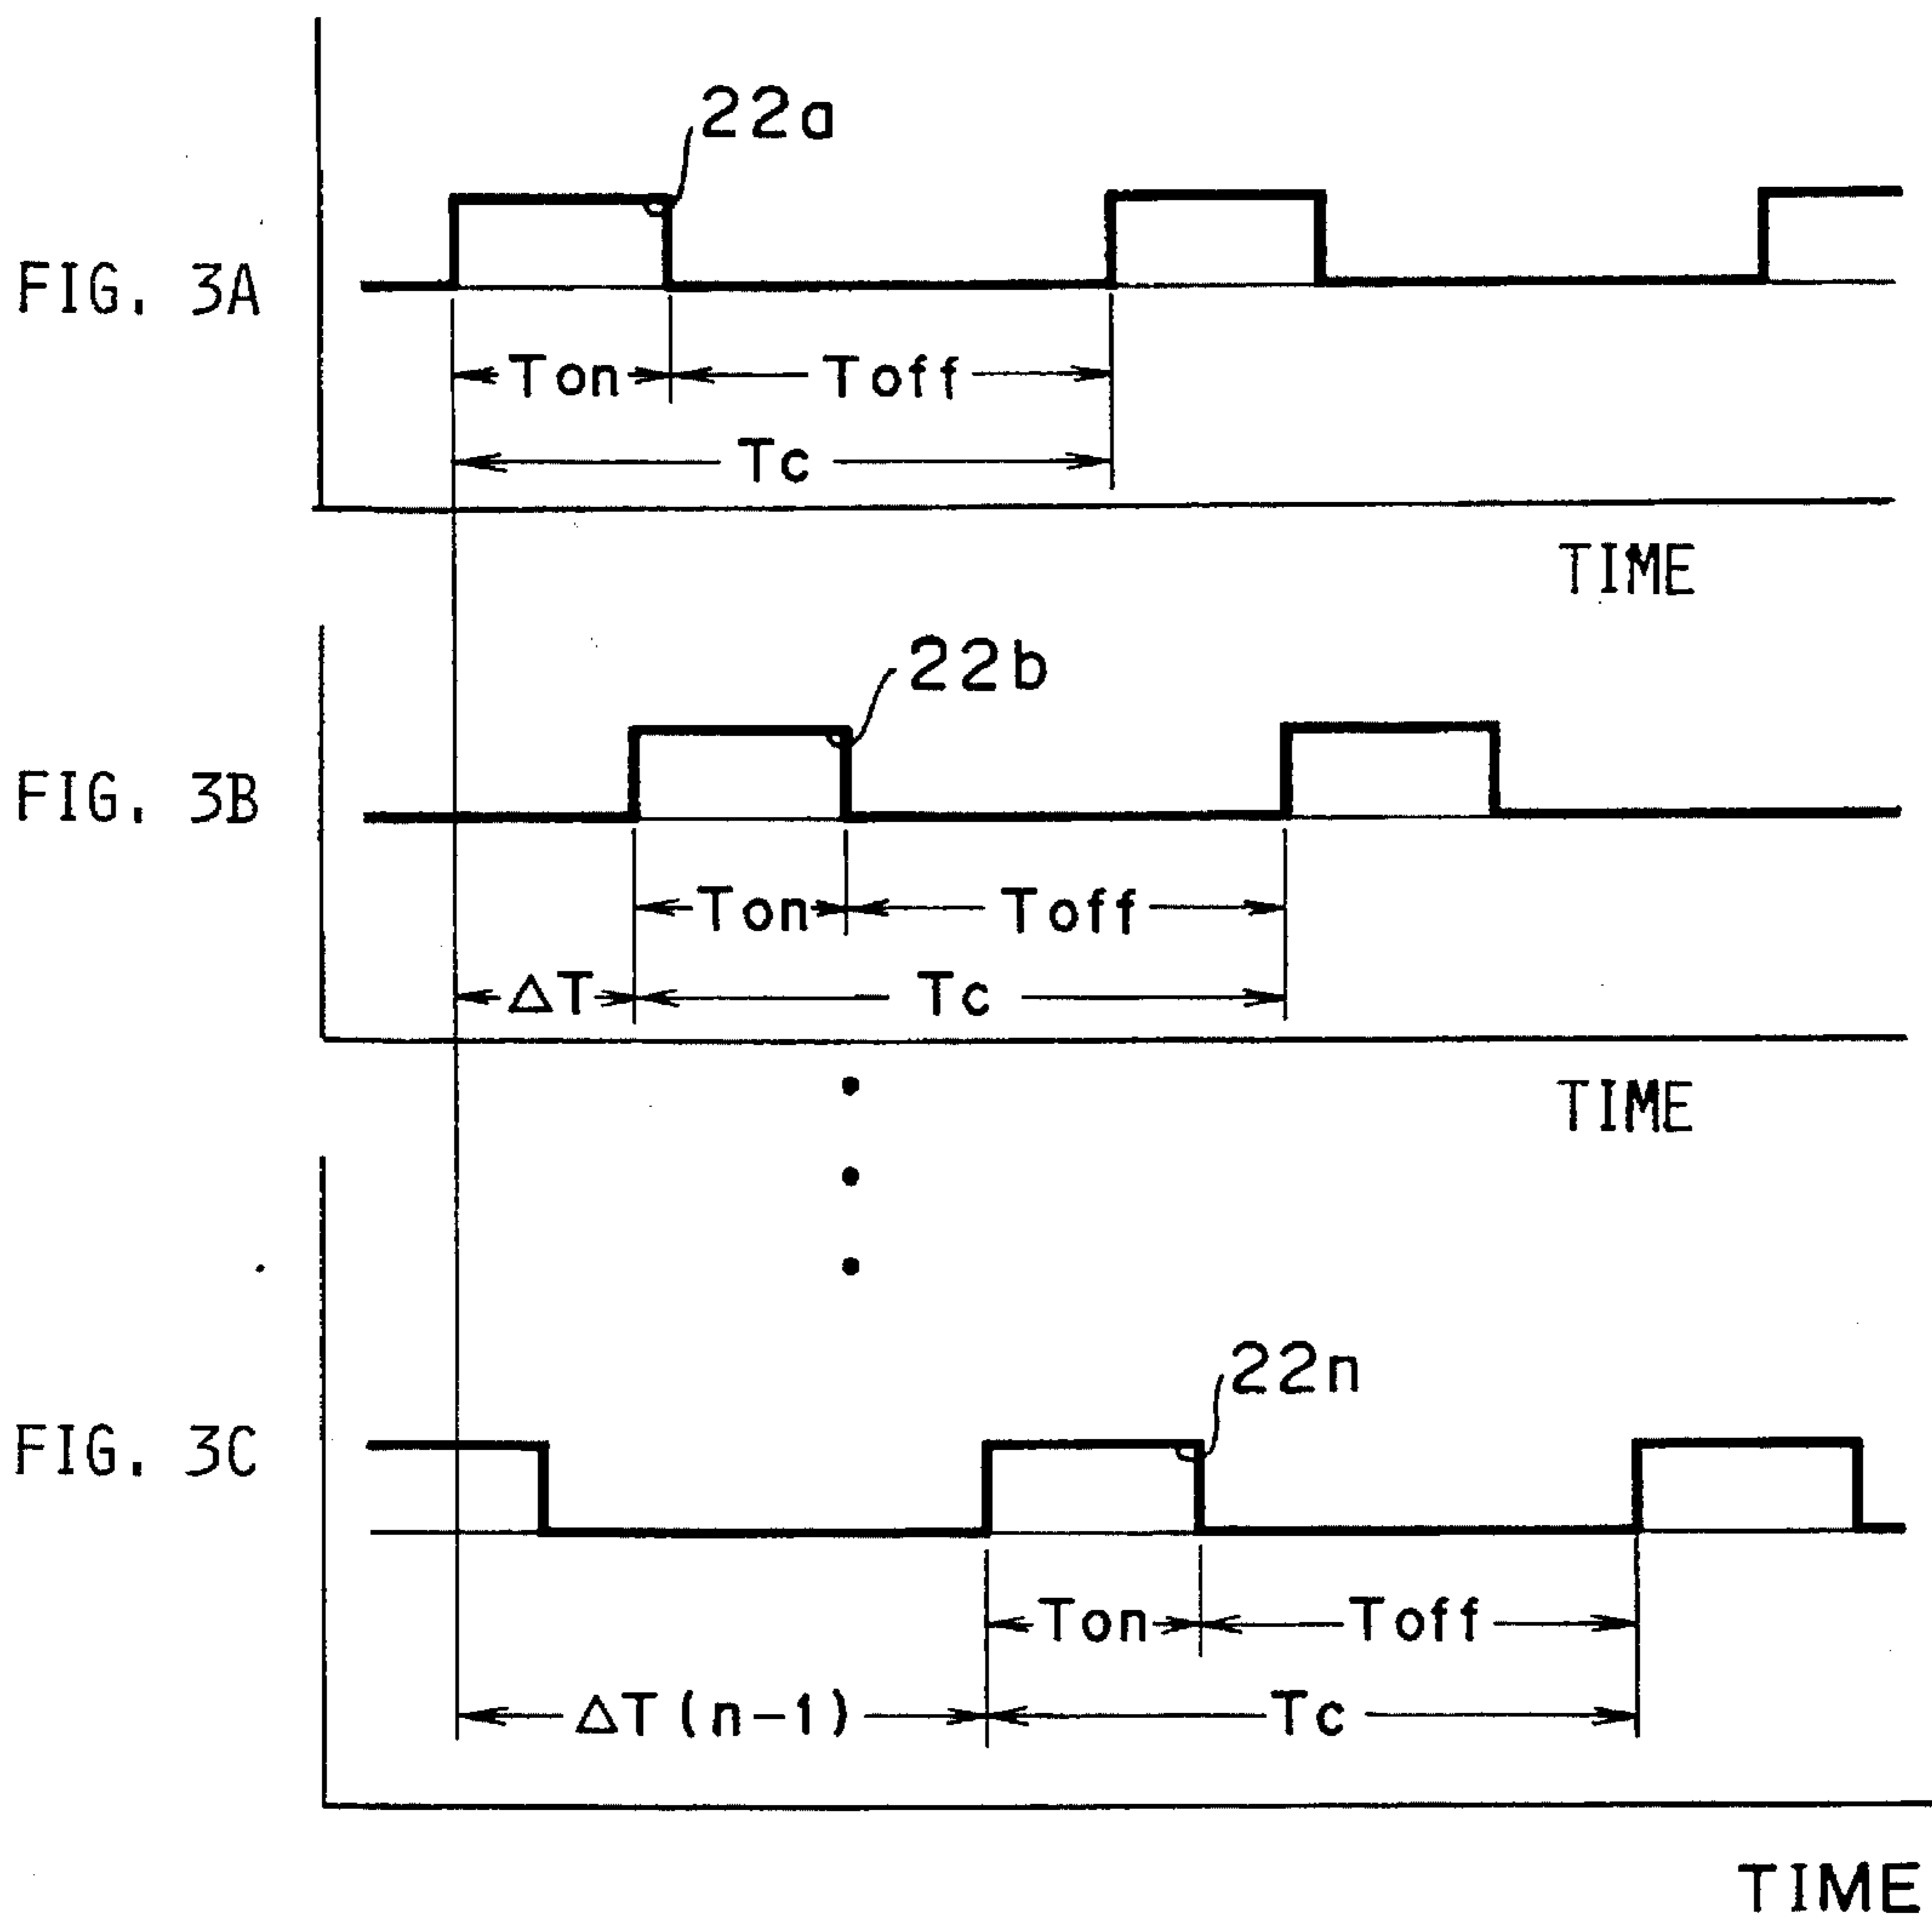 22a
FIG. 3A
Ton Toff
Tc
TIME
22b
FIG. 3B
Ton Toff
ΔT Tc
TIME
22n
FIG. 3C
Ton Toff
ΔT(n-1) Tc
TIME